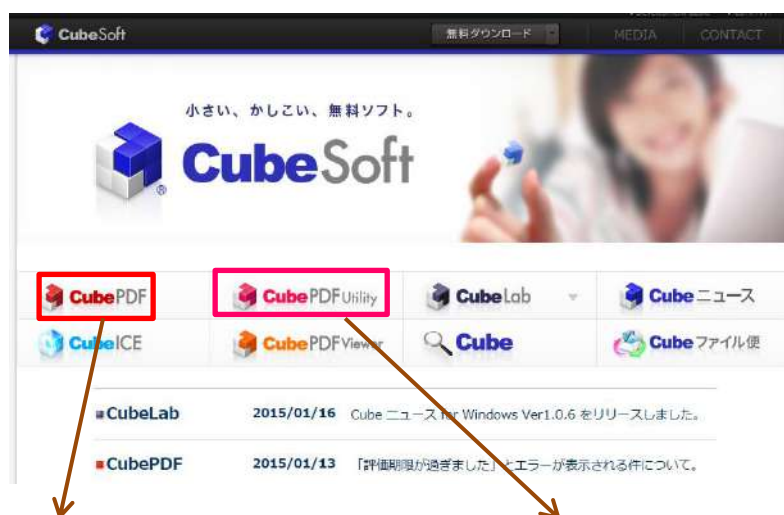 CubeSoft
無料ダウンロード
MEDIA
CONTACT
小さい、かしこい、無料ソフト。
CubeSoft
®
CubePDF
CubePDF Utility
CubeLab
Cubeニュース
CubeICE
CubePDF Viewer
Cube
Cubeファイル便
CubeLab 2015/01/16 Cube ニュース for Windows Ver1.0.6 をリリースしました。
CubePDF 2015/01/13 「評価期限が過ぎました」とエラーが表示される件について。